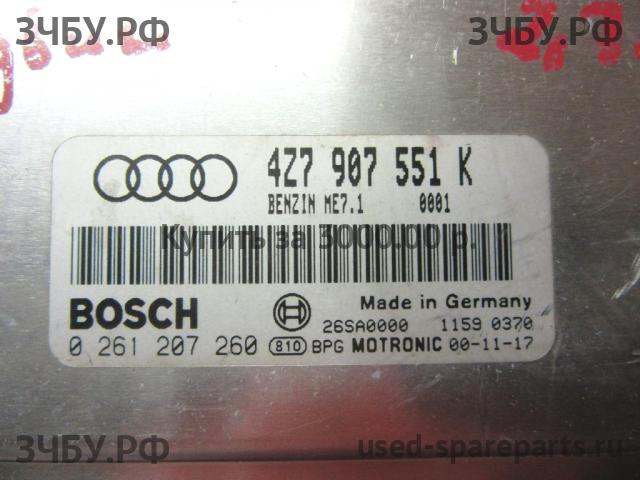 ЗЧБУ.РФ ЗЧБУ.РФ
4Z7 907 551 K
BENZIN ME7.1 0001
Купить за 3000.00 р.
BOSCH Made in Germany
26SA0000 1159 0370
0 261 207 260 810 BPG MOTRONIC 00-11-17
ЗЧБУ.РФ used-spareparts.ru